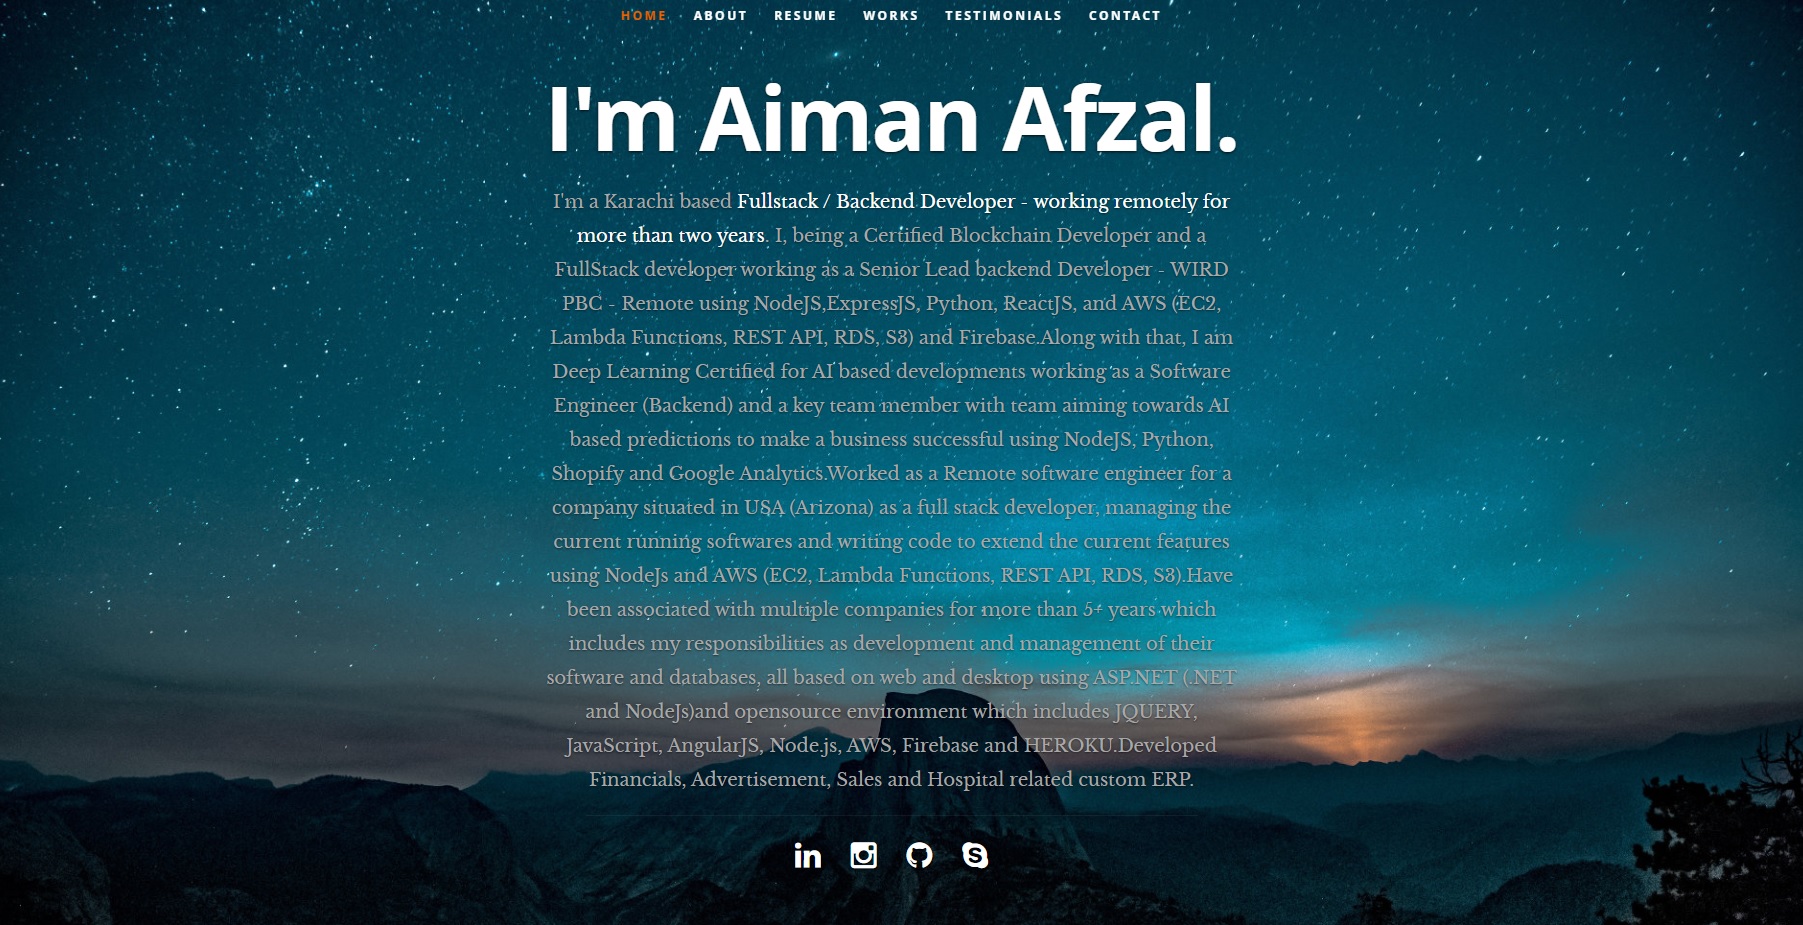 HOME ABOUT RESUME WORKS TESTIMONIALS CONTACT
I'm Aiman Afzal.
I'm a Karachi based Fullstack / Backend Developer - working remotely for
more than two years. I, being a Certified Blockchain Developer and a
FullStack developer working as a Senior Lead backend Developer - WIRD
PBC - Remote using NodeJS,ExpressJS, Python, ReactJS, and AWS (EC2,
Lambda Functions, REST API, RDS, S3) and Firebase.Along with that, I am
Deep Learning Certified for AI based developments working as a Software
Engineer (Backend) and a key team member with team aiming towards AI
based predictions to make a business successful using NodeJS, Python,
Shopify and Google Analytics.Worked as a Remote software engineer for a
company situated in USA (Arizona) as a full stack developer, managing the
current running softwares and writing code to extend the current features
using NodeJs and AWS (EC2, Lambda Functions, REST API, RDS, S3).Have
been associated with multiple companies for more than 5+ years which
includes my responsibilities as development and management of their
software and databases, all based on web and desktop using ASP.NET (.NET
and NodeJs)and opensource environment which includes JQUERY,
JavaScript, AngularJS, Node.js, AWS, Firebase and HEROKU.Developed
Financials, Advertisement, Sales and Hospital related custom ERP.